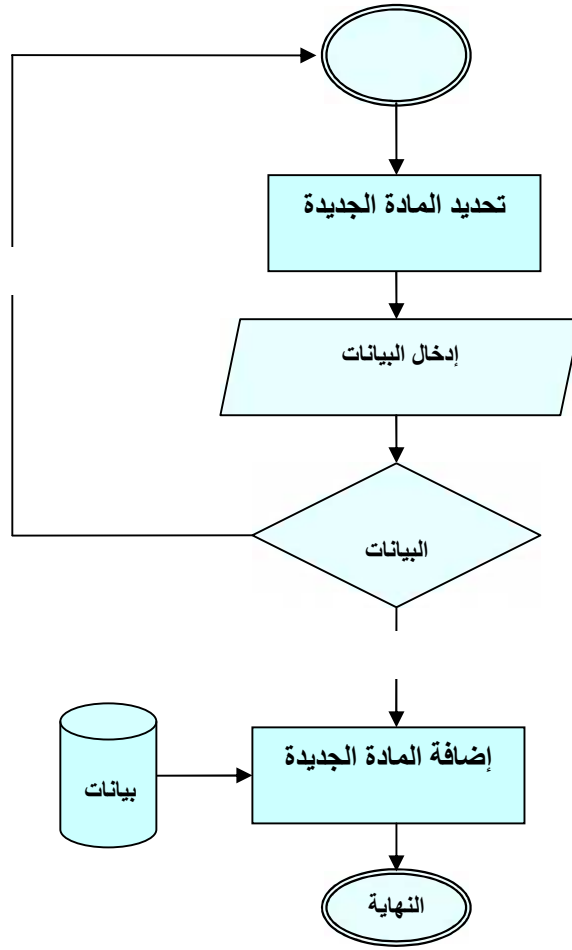 تحديد المادة الجديدة
إدخال البيانات
البيانات
إضافة المادة الجديدة
بيانات
النهاية